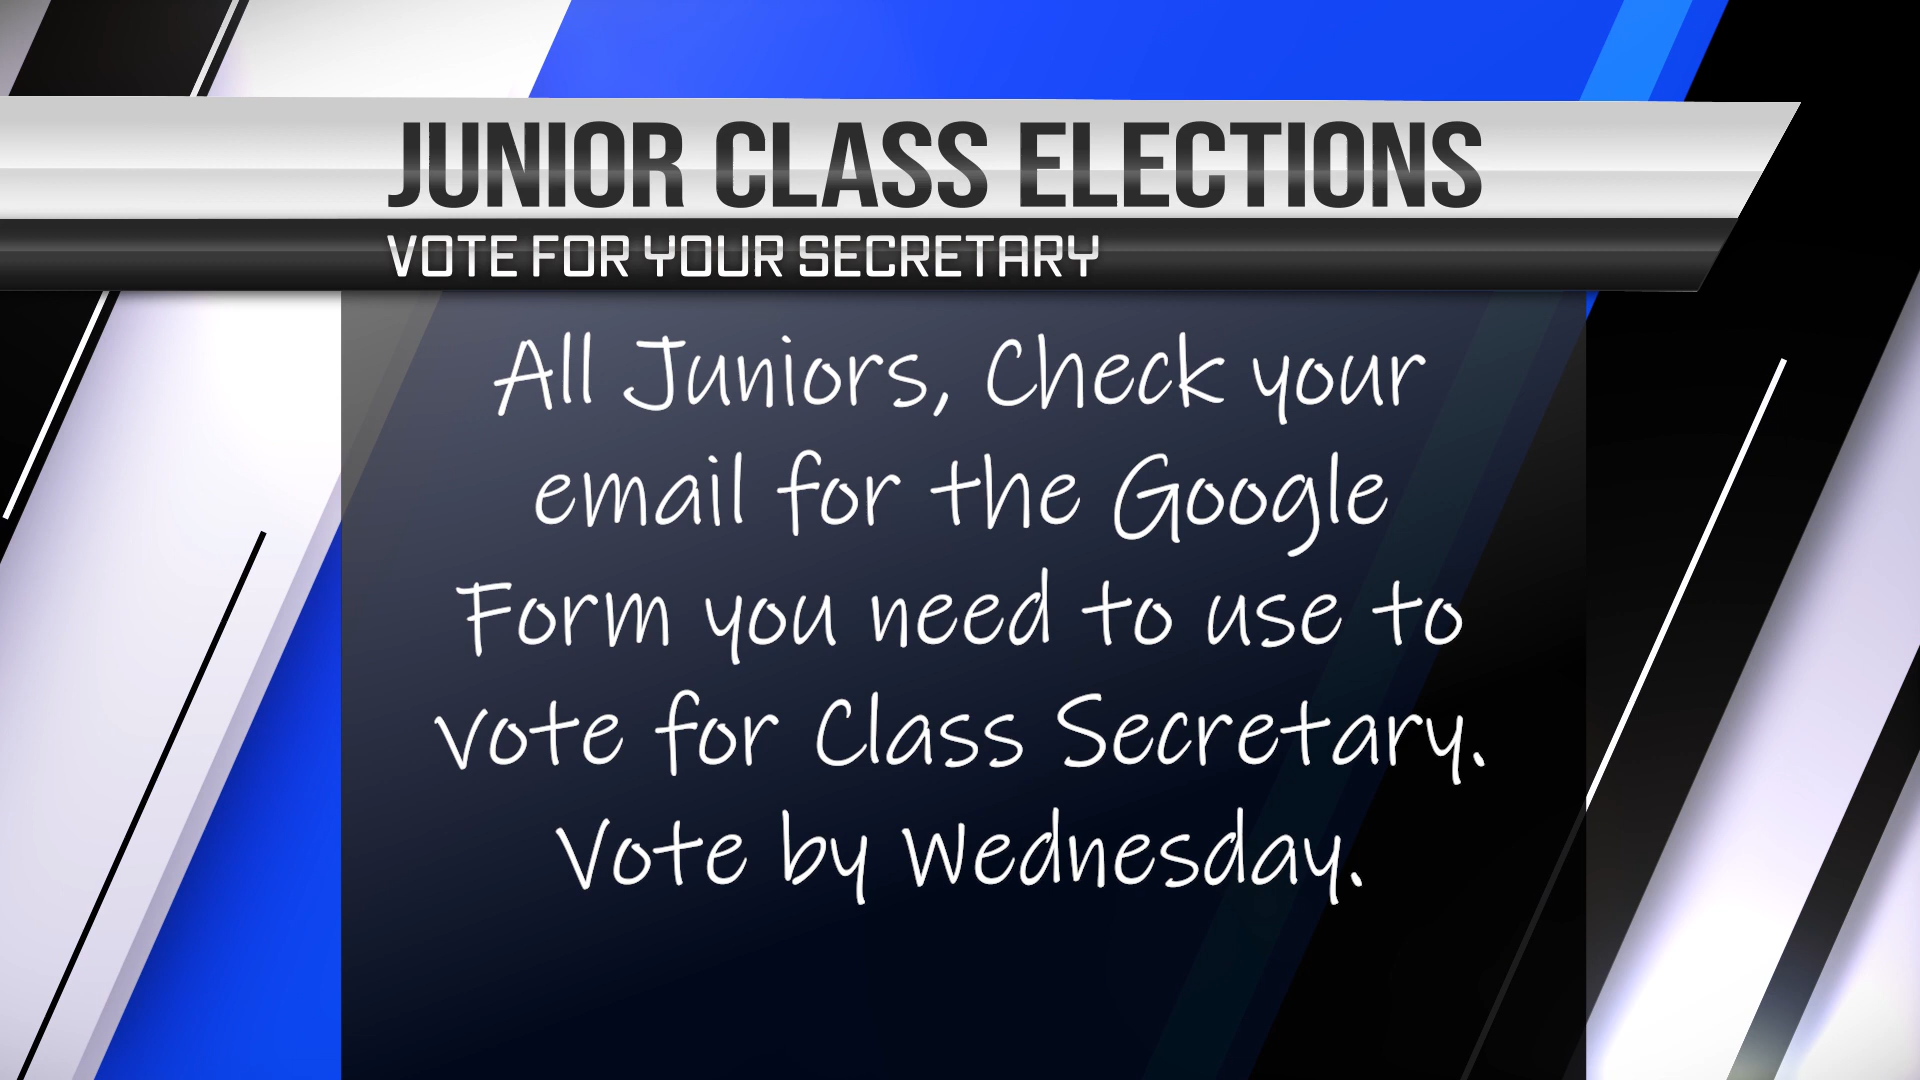 JUNIOR CLASS ELECTIONS
VOTE FOR YOUR SECRETARY
All Juniors, Check your
email for the Google
Form you need to use to
vote for Class Secretary.
Vote by Wednesday.